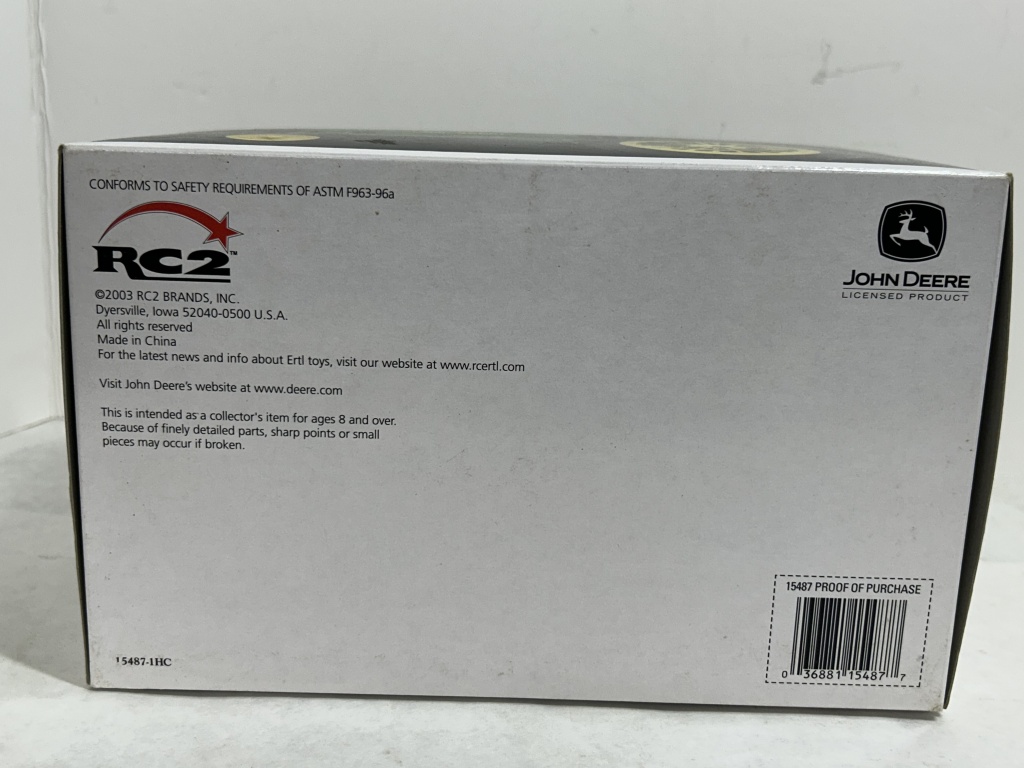 CONFORMS TO SAFETY REQUIREMENTS OF ASTM F963-96a
RC2™
©2003 RC2 BRANDS, INC.
Dyersville, Iowa 52040-0500 U.S.A.
All rights reserved
Made in China
For the latest news and info about Ertl toys, visit our website at www.rcertl.com
Visit John Deere's website at www.deere.com
This is intended as a collector's item for ages 8 and over.
Because of finely detailed parts, sharp points or small
pieces may occur if broken.
JOHN DEERE
LICENSED PRODUCT
15487 PROOF OF PURCHASE
0 36881 15487 7
15487-1HC